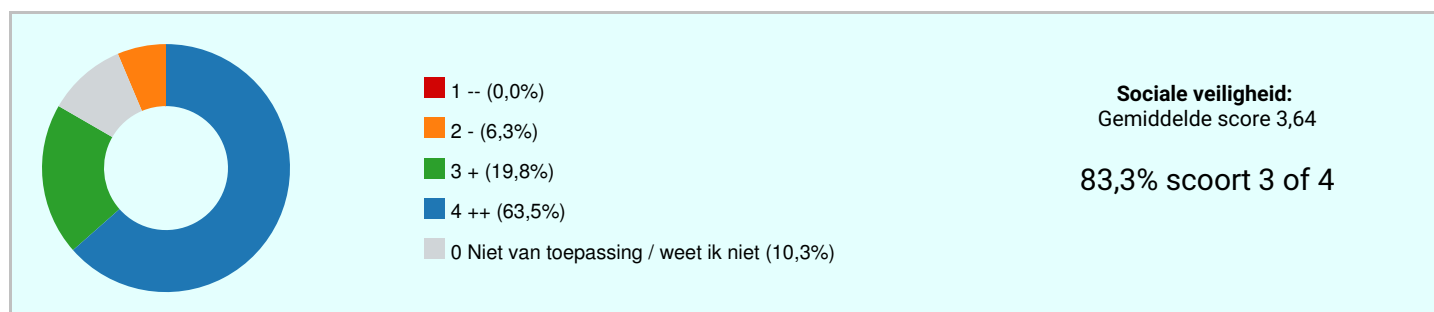 1 -- (0,0%)
2 - (6,3%)
3 + (19,8%)
4 ++ (63,5%)
0 Niet van toepassing / weet ik niet (10,3%)
Sociale veiligheid:
Gemiddelde score 3,64
83,3% scoort 3 of 4